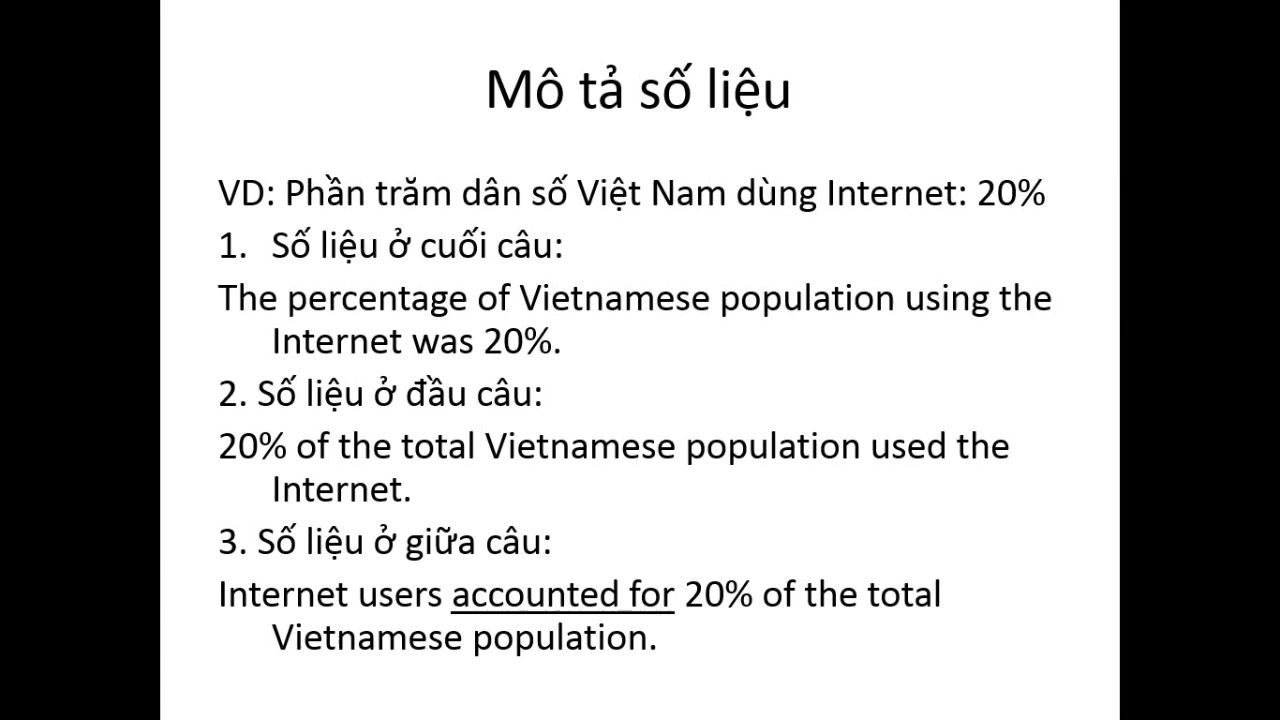 Mô tả số liệu
VD: Phần trăm dân số Việt Nam dùng Internet: 20%
1. Số liệu ở cuối câu:
The percentage of Vietnamese population using the
Internet was 20%.
2. Số liệu ở đầu câu:
20% of the total Vietnamese population used the
Internet.
3. Số liệu ở giữa câu:
Internet users accounted for 20% of the total
Vietnamese population.